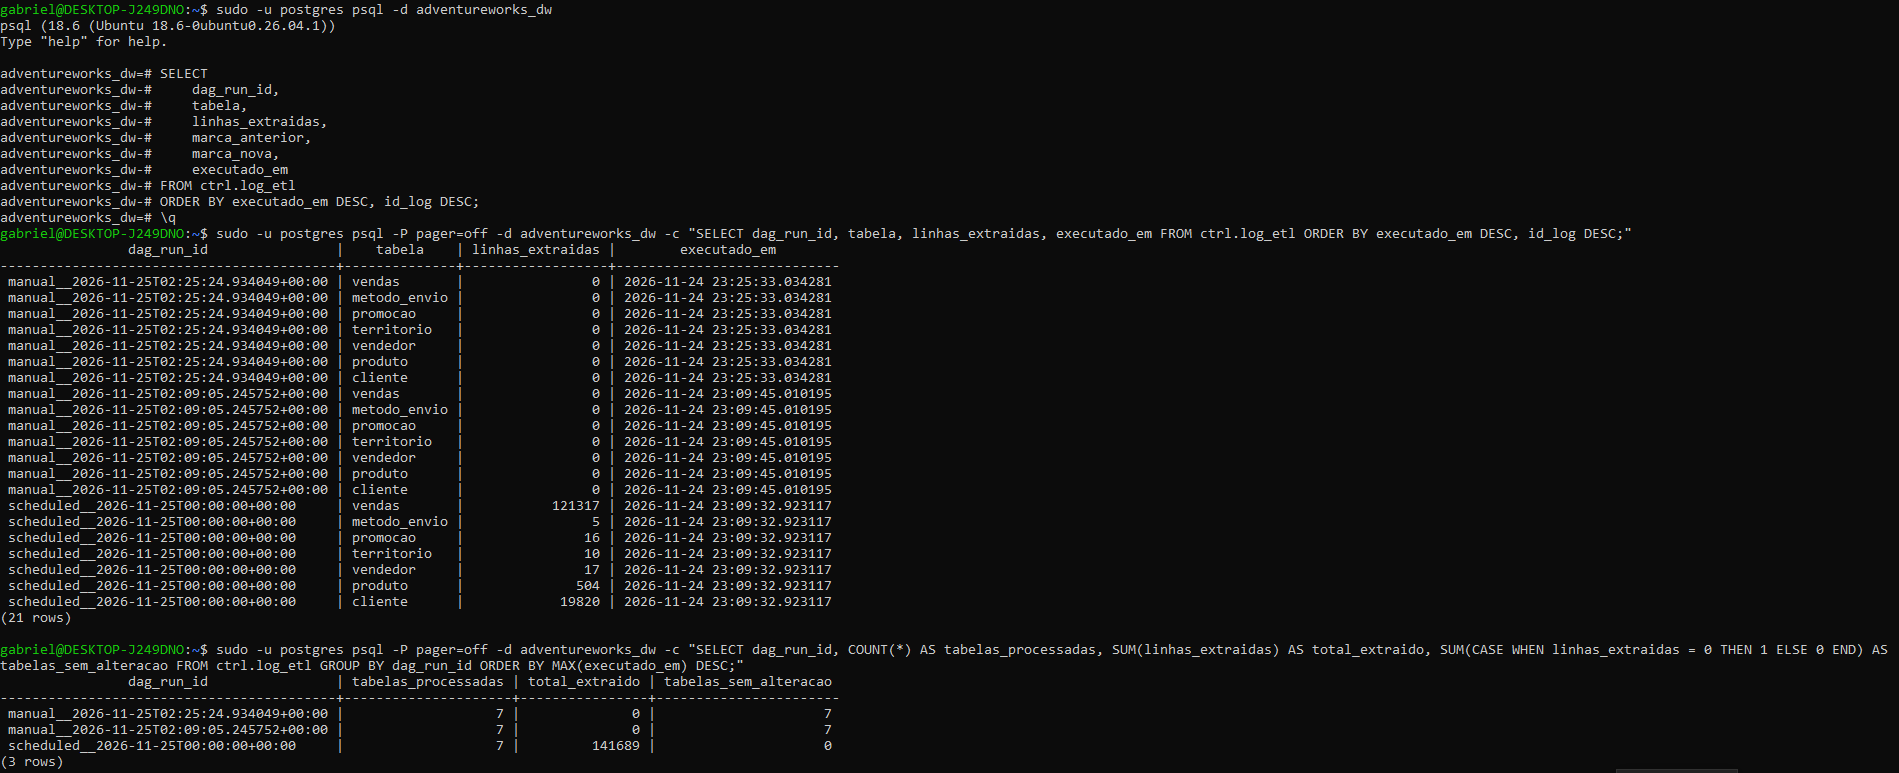 gabriel@DESKTOP-J249DNO:~$ sudo -u postgres psql -d adventureworks_dw
psql (18.6 (Ubuntu 18.6-0ubuntu0.26.04.1))
Type "help" for help.

adventureworks_dw=# SELECT
adventureworks_dw-#     dag_run_id,
adventureworks_dw-#     tabela,
adventureworks_dw-#     linhas_extraidas,
adventureworks_dw-#     marca_anterior,
adventureworks_dw-#     marca_nova,
adventureworks_dw-#     executado_em
adventureworks_dw-# FROM ctrl.log_etl
adventureworks_dw-# ORDER BY executado_em DESC, id_log DESC;
adventureworks_dw=# \q
gabriel@DESKTOP-J249DNO:~$ sudo -u postgres psql -P pager=off -d adventureworks_dw -c "SELECT dag_run_id, tabela, linhas_extraidas, executado_em FROM ctrl.log_etl ORDER BY executado_em DESC, id_log DESC;"
               dag_run_id                |    tabela    | linhas_extraidas |        executado_em
-----------------------------------------+--------------+------------------+----------------------------
 manual__2026-11-25T02:25:24.934049+00:00 | vendas       |                0 | 2026-11-24 23:25:33.034281
 manual__2026-11-25T02:25:24.934049+00:00 | metodo_envio |                0 | 2026-11-24 23:25:33.034281
 manual__2026-11-25T02:25:24.934049+00:00 | promocao     |                0 | 2026-11-24 23:25:33.034281
 manual__2026-11-25T02:25:24.934049+00:00 | territorio   |                0 | 2026-11-24 23:25:33.034281
 manual__2026-11-25T02:25:24.934049+00:00 | vendedor     |                0 | 2026-11-24 23:25:33.034281
 manual__2026-11-25T02:25:24.934049+00:00 | produto      |                0 | 2026-11-24 23:25:33.034281
 manual__2026-11-25T02:25:24.934049+00:00 | cliente      |                0 | 2026-11-24 23:25:33.034281
 manual__2026-11-25T02:09:05.245752+00:00 | vendas       |                0 | 2026-11-24 23:09:45.010195
 manual__2026-11-25T02:09:05.245752+00:00 | metodo_envio |                0 | 2026-11-24 23:09:45.010195
 manual__2026-11-25T02:09:05.245752+00:00 | promocao     |                0 | 2026-11-24 23:09:45.010195
 manual__2026-11-25T02:09:05.245752+00:00 | territorio   |                0 | 2026-11-24 23:09:45.010195
 manual__2026-11-25T02:09:05.245752+00:00 | vendedor     |                0 | 2026-11-24 23:09:45.010195
 manual__2026-11-25T02:09:05.245752+00:00 | produto      |                0 | 2026-11-24 23:09:45.010195
 manual__2026-11-25T02:09:05.245752+00:00 | cliente      |                0 | 2026-11-24 23:09:45.010195
 scheduled__2026-11-25T00:00:00+00:00     | vendas       |           121317 | 2026-11-24 23:09:32.923117
 scheduled__2026-11-25T00:00:00+00:00     | metodo_envio |                5 | 2026-11-24 23:09:32.923117
 scheduled__2026-11-25T00:00:00+00:00     | promocao     |               16 | 2026-11-24 23:09:32.923117
 scheduled__2026-11-25T00:00:00+00:00     | territorio   |               10 | 2026-11-24 23:09:32.923117
 scheduled__2026-11-25T00:00:00+00:00     | vendedor     |               17 | 2026-11-24 23:09:32.923117
 scheduled__2026-11-25T00:00:00+00:00     | produto      |              504 | 2026-11-24 23:09:32.923117
 scheduled__2026-11-25T00:00:00+00:00     | cliente      |            19820 | 2026-11-24 23:09:32.923117
(21 rows)

gabriel@DESKTOP-J249DNO:~$ sudo -u postgres psql -P pager=off -d adventureworks_dw -c "SELECT dag_run_id, COUNT(*) AS tabelas_processadas, SUM(linhas_extraidas) AS total_extraido, SUM(CASE WHEN linhas_extraidas = 0 THEN 1 ELSE 0 END) AS
tabelas_sem_alteracao FROM ctrl.log_etl GROUP BY dag_run_id ORDER BY MAX(executado_em) DESC;"
               dag_run_id                | tabelas_processadas | total_extraido | tabelas_sem_alteracao
-----------------------------------------+---------------------+----------------+-----------------------
 manual__2026-11-25T02:25:24.934049+00:00 |                   7 |              0 |                     7
 manual__2026-11-25T02:09:05.245752+00:00 |                   7 |              0 |                     7
 scheduled__2026-11-25T00:00:00+00:00     |                   7 |         141689 |                     0
(3 rows)